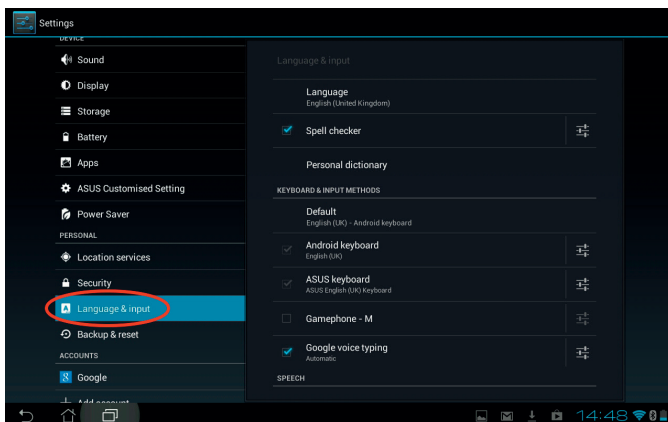 Settings
DEVICE
Sound
Display
Storage
Battery
Apps
ASUS Customised Setting
Power Saver
PERSONAL
Location services
Security
Language & input
Backup & reset
ACCOUNTS
Google
Add account
Language & input
Language
English (United Kingdom)
Spell checker
Personal dictionary
KEYBOARD & INPUT METHODS
Default
English (UK) - Android keyboard
Android keyboard
English (UK)
ASUS keyboard
ASUS English (UK) Keyboard
Gamephone - M
Google voice typing
Automatic
SPEECH
14:48